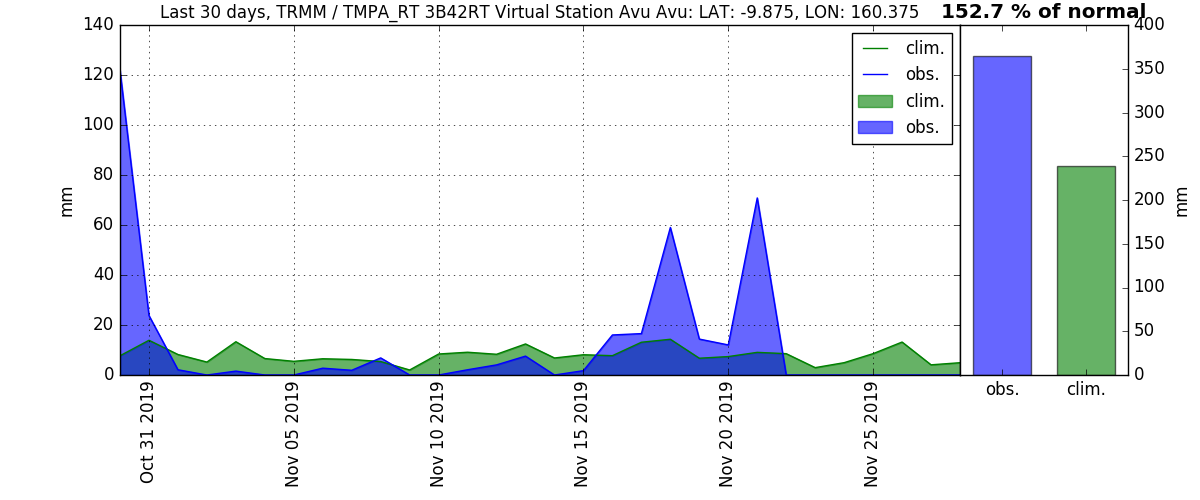 Last 30 days, TRMM / TMPA_RT 3B42RT Virtual Station Avu Avu: LAT: -9.875, LON: 160.375
152.7 % of normal
140
120
100
80
60
40
20
0
mm
clim.
obs.
clim.
obs.
Oct 31 2019
Nov 05 2019
Nov 10 2019
Nov 15 2019
Nov 20 2019
Nov 25 2019
400
350
300
250
200
150
100
50
0
mm
obs.
clim.